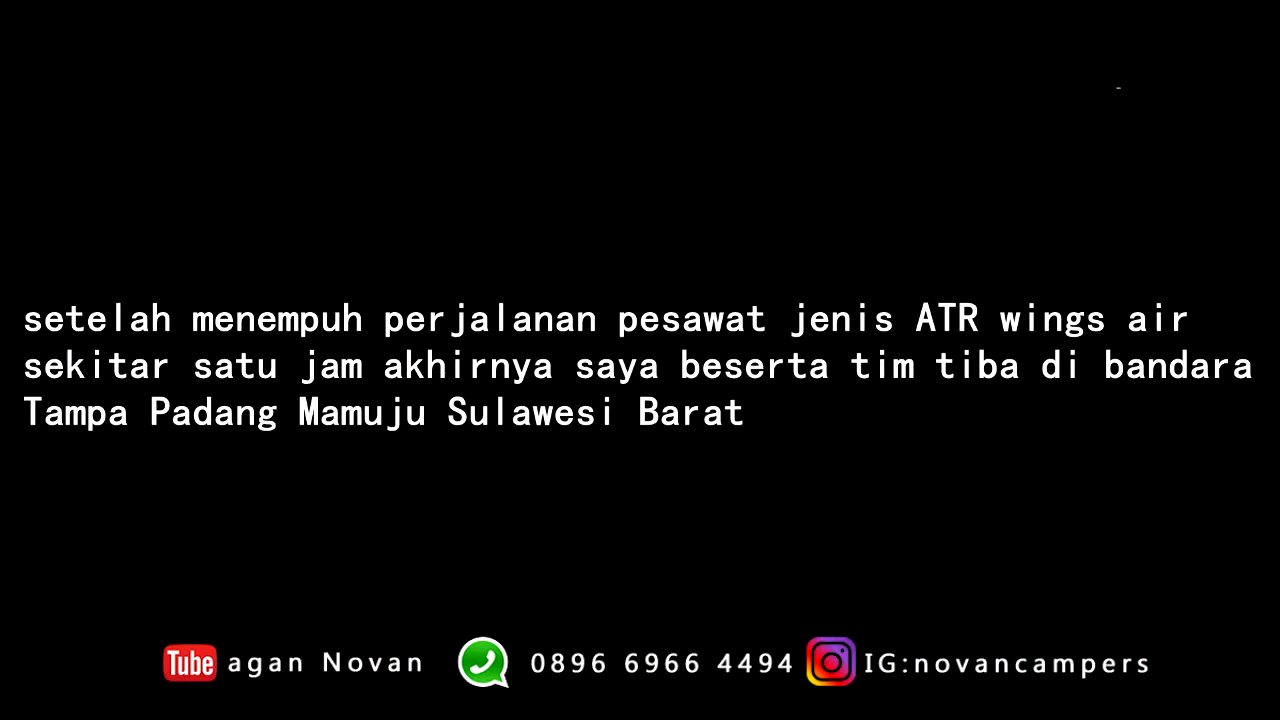 setelah menempuh perjalanan pesawat jenis ATR wings air
sekitar satu jam akhirnya saya beserta tim tiba di bandara
Tampa Padang Mamuju Sulawesi Barat
Tube agan Novan 0896 6966 4494 IG:novancampers